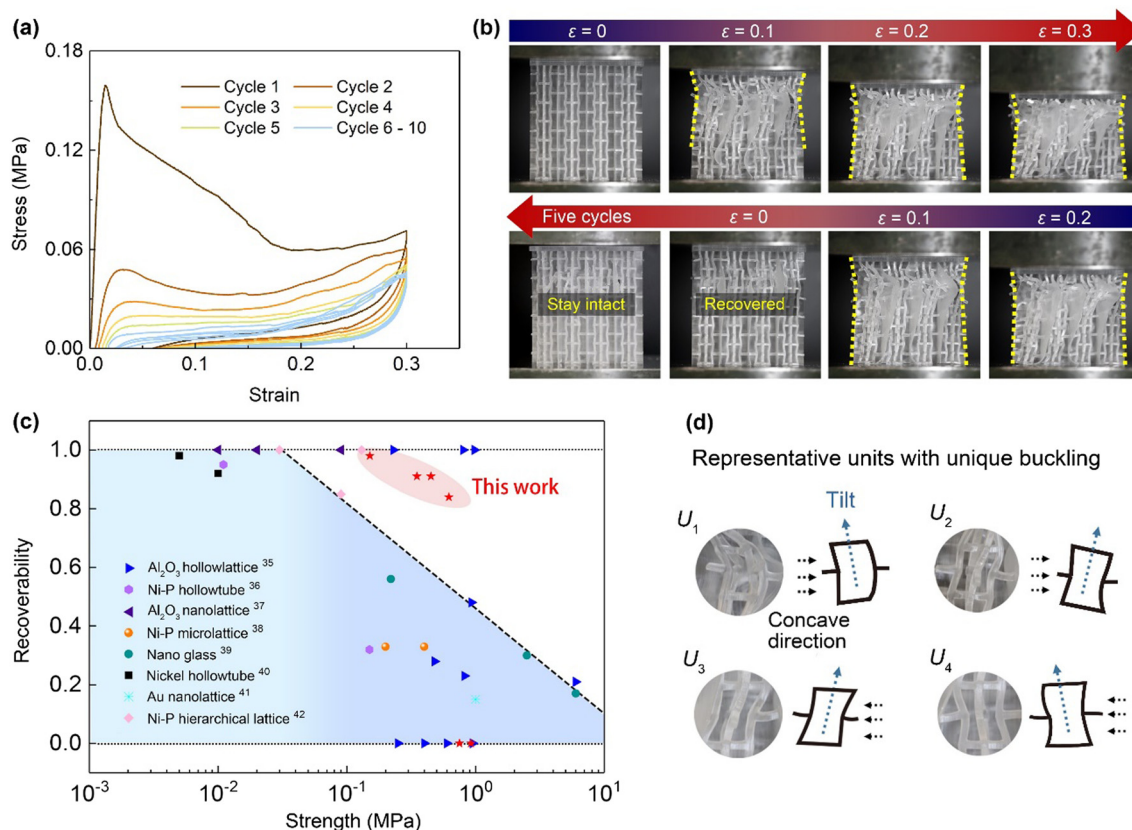 (a)
0.18
0.12
0.06
0.00
Stress (MPa)
Cycle 1
Cycle 2
Cycle 3
Cycle 4
Cycle 5
Cycle 6 - 10
0.0
0.1
0.2
0.3
Strain
(b)
ε = 0
ε = 0.1
ε = 0.2
ε = 0.3
Five cycles
ε = 0
ε = 0.1
ε = 0.2
Stay intact
Recovered
(c)
1.0
0.8
0.6
0.4
0.2
0.0
Recoverability
This work
Al₂O₃ hollowlattice ³⁵
Ni-P hollowtube ³⁶
Al₂O₃ nanolattice ³⁷
Ni-P microlattice ³⁸
Nano glass ³⁹
Nickel hollowtube ⁴⁰
Au nanolattice ⁴¹
Ni-P hierarchical lattice ⁴²
10⁻³
10⁻²
10⁻¹
10⁰
10¹
Strength (MPa)
(d)
Representative units with unique buckling
U₁
Tilt
U₂
Concave
direction
U₃
U₄